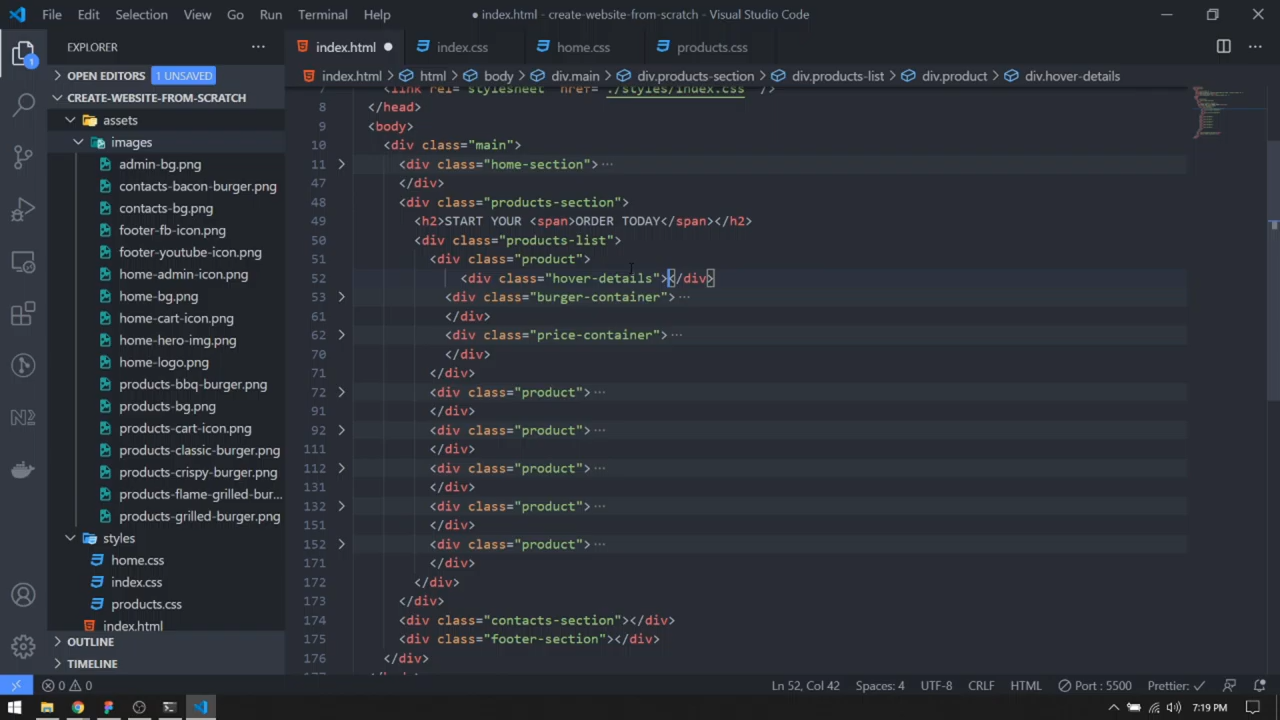 File Edit Selection View Go Run Terminal Help
● index.html - create-website-from-scratch - Visual Studio Code
EXPLORER
index.html
index.css
home.css
products.css
OPEN EDITORS 1 UNSAVED
index.html > html > body > div.main > div.products-section > div.products-list > div.product > div.hover-details
CREATE-WEBSITE-FROM-SCRATCH
assets
images
admin-bg.png
contacts-bacon-burger.png
contacts-bg.png
footer-fb-icon.png
footer-youtube-icon.png
home-admin-icon.png
home-bg.png
home-cart-icon.png
home-hero-img.png
home-logo.png
products-bbq-burger.png
products-bg.png
products-cart-icon.png
products-classic-burger.png
products-crispy-burger.png
products-flame-grilled-bur...
products-grilled-burger.png
styles
home.css
index.css
products.css
index.html
OUTLINE
TIMELINE
7 <link rel="stylesheet" href="./styles/index.css" />
8 </head>
9 <body>
10 <div class="main">
11 <div class="home-section"> ...
47 </div>
48 <div class="products-section">
49 <h2>START YOUR <span>ORDER TODAY</span></h2>
50 <div class="products-list">
51 <div class="product">
52 <div class="hover-details"></div>
53 <div class="burger-container"> ...
61 </div>
62 <div class="price-container"> ...
70 </div>
71 </div>
72 <div class="product"> ...
91 </div>
92 <div class="product"> ...
111 </div>
112 <div class="product"> ...
131 </div>
132 <div class="product"> ...
151 </div>
152 <div class="product"> ...
171 </div>
172 </div>
173 </div>
174 <div class="contacts-section"></div>
175 <div class="footer-section"></div>
176 </div>
0 0 Ln 52, Col 42 Spaces: 4 UTF-8 CRLF HTML Port : 5500 Prettier: ✓
7:19 PM